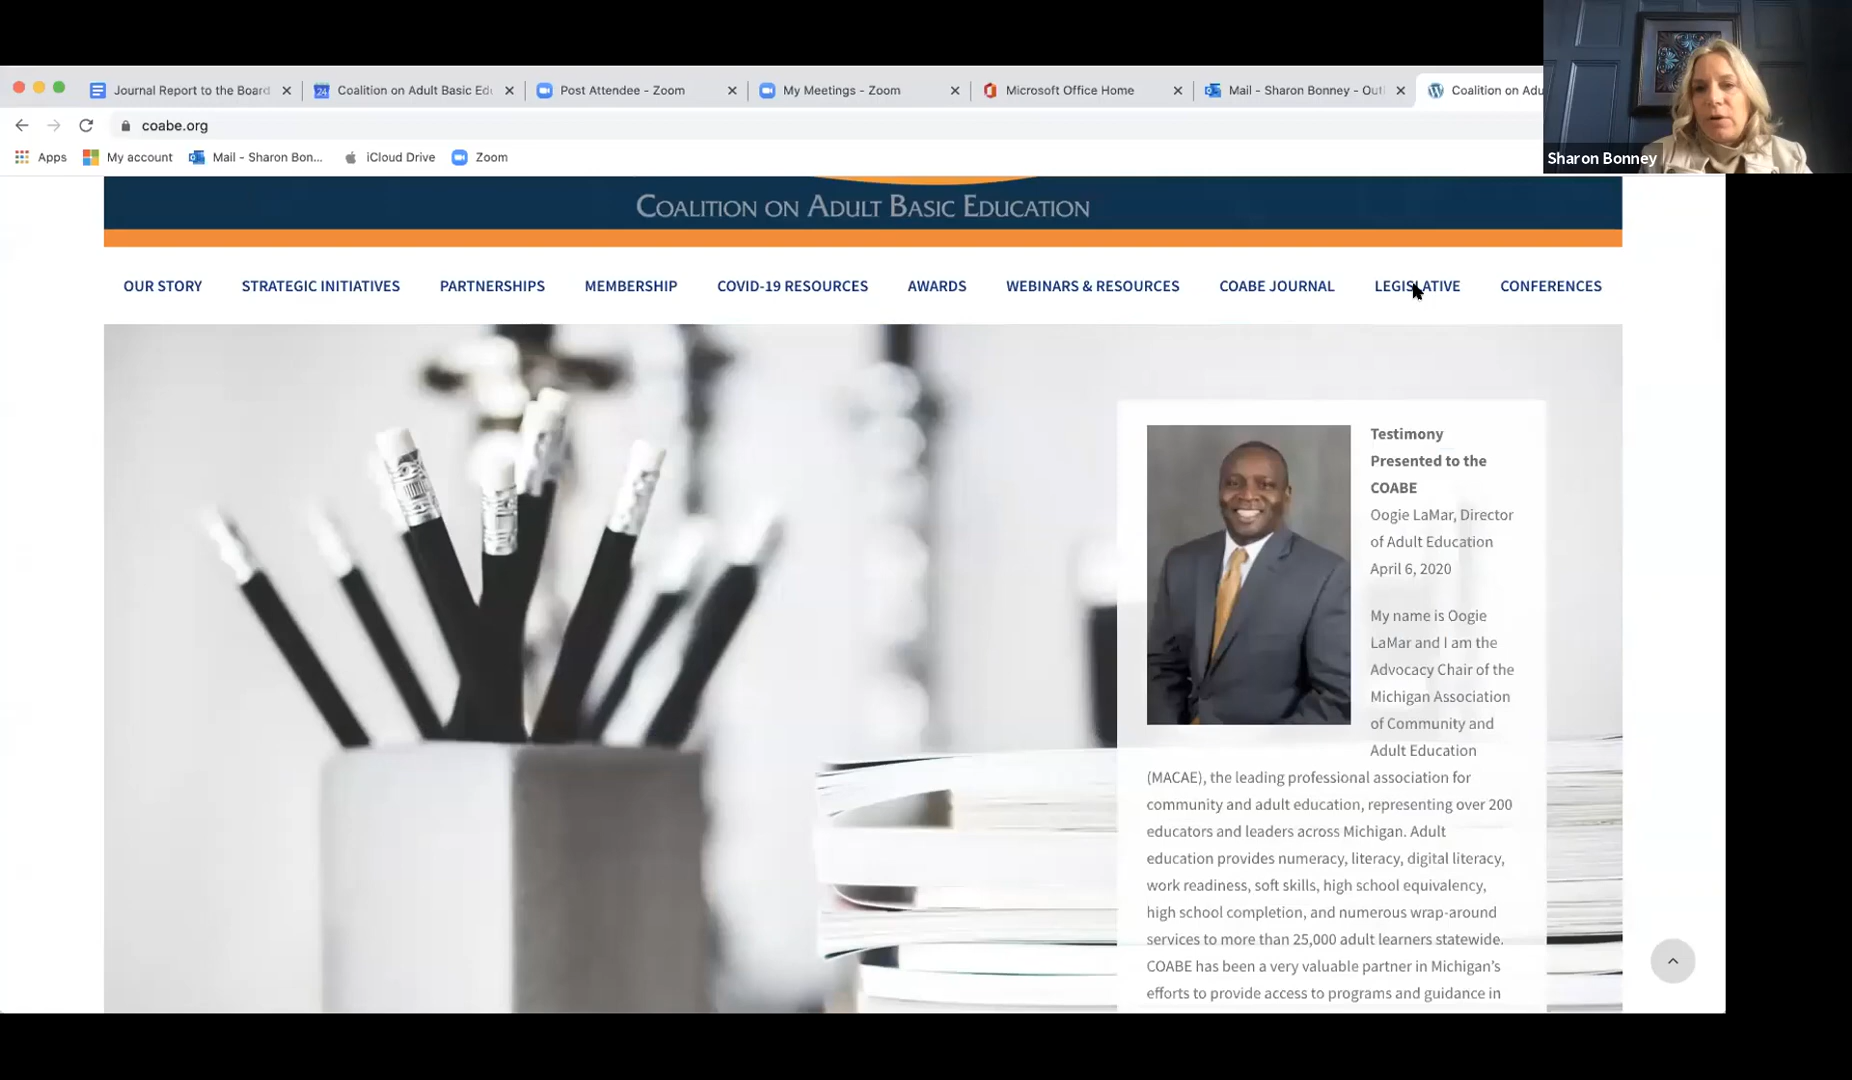 Journal Report to the Board
Coalition on Adult Basic Edu
Post Attendee - Zoom
My Meetings - Zoom
Microsoft Office Home
Mail - Sharon Bonney - Outl
Coalition on Adu
coabe.org
Apps
My account
Mail - Sharon Bon...
iCloud Drive
Zoom
Sharon Bonney
COALITION ON ADULT BASIC EDUCATION
OUR STORY
STRATEGIC INITIATIVES
PARTNERSHIPS
MEMBERSHIP
COVID-19 RESOURCES
AWARDS
WEBINARS & RESOURCES
COABE JOURNAL
LEGISLATIVE
CONFERENCES
Testimony
Presented to the
COABE
Oogie LaMar, Director
of Adult Education
April 6, 2020
My name is Oogie
LaMar and I am the
Advocacy Chair of the
Michigan Association
of Community and
Adult Education
(MACAE), the leading professional association for
community and adult education, representing over 200
educators and leaders across Michigan. Adult
education provides numeracy, literacy, digital literacy,
work readiness, soft skills, high school equivalency,
high school completion, and numerous wrap-around
services to more than 25,000 adult learners statewide.
COABE has been a very valuable partner in Michigan's
efforts to provide access to programs and guidance in